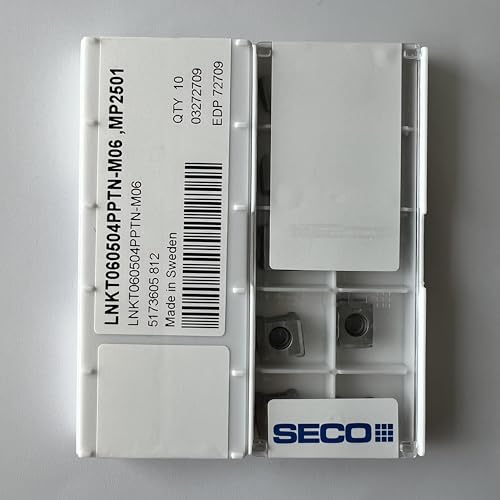 LNKT060504PPTN-M06 ,MP2501
LNKT060504PPTN-M06
5173605 812
Made in Sweden
QTY 10
03272709
EDP 72709
SECO